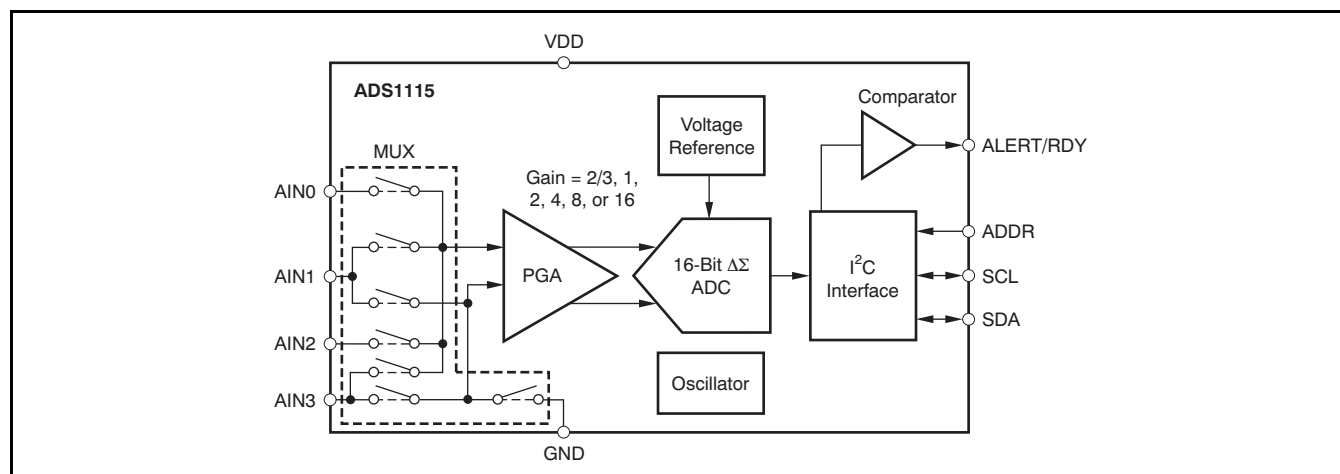 VDD
ADS1115
Comparator
Voltage
Reference
ALERT/RDY
MUX
Gain = 2/3, 1,
2, 4, 8, or 16
AIN0
ADDR
AIN1
PGA
16-Bit ΔΣ
ADC
I²C
Interface
SCL
SDA
AIN2
Oscillator
AIN3
GND